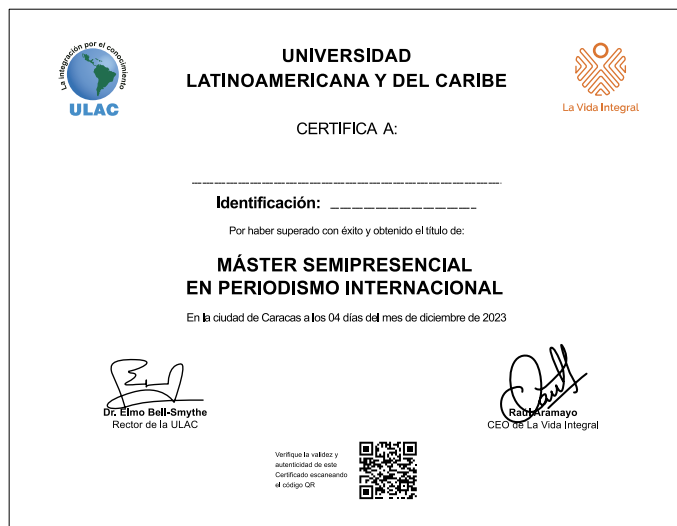 La integración por el conocimiento
ULAC
UNIVERSIDAD
LATINOAMERICANA Y DEL CARIBE
La Vida Integral
CERTIFICA A:
Identificación:
Por haber superado con éxito y obtenido el título de:
MÁSTER SEMIPRESENCIAL
EN PERIODISMO INTERNACIONAL
En la ciudad de Caracas a los 04 días del mes de diciembre de 2023
Dr. Elmo Bell-Smythe
Rector de la ULAC
Raúl Aramayo
CEO de La Vida Integral
Verifique la validez y
autenticidad de este
Certificado escaneando
el código QR